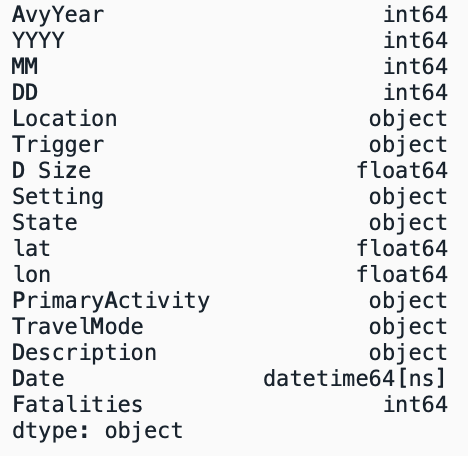 AvyYear int64
YYYY int64
MM int64
DD int64
Location object
Trigger object
D Size float64
Setting object
State object
lat float64
lon float64
PrimaryActivity object
TravelMode object
Description object
Date datetime64[ns]
Fatalities int64
dtype: object